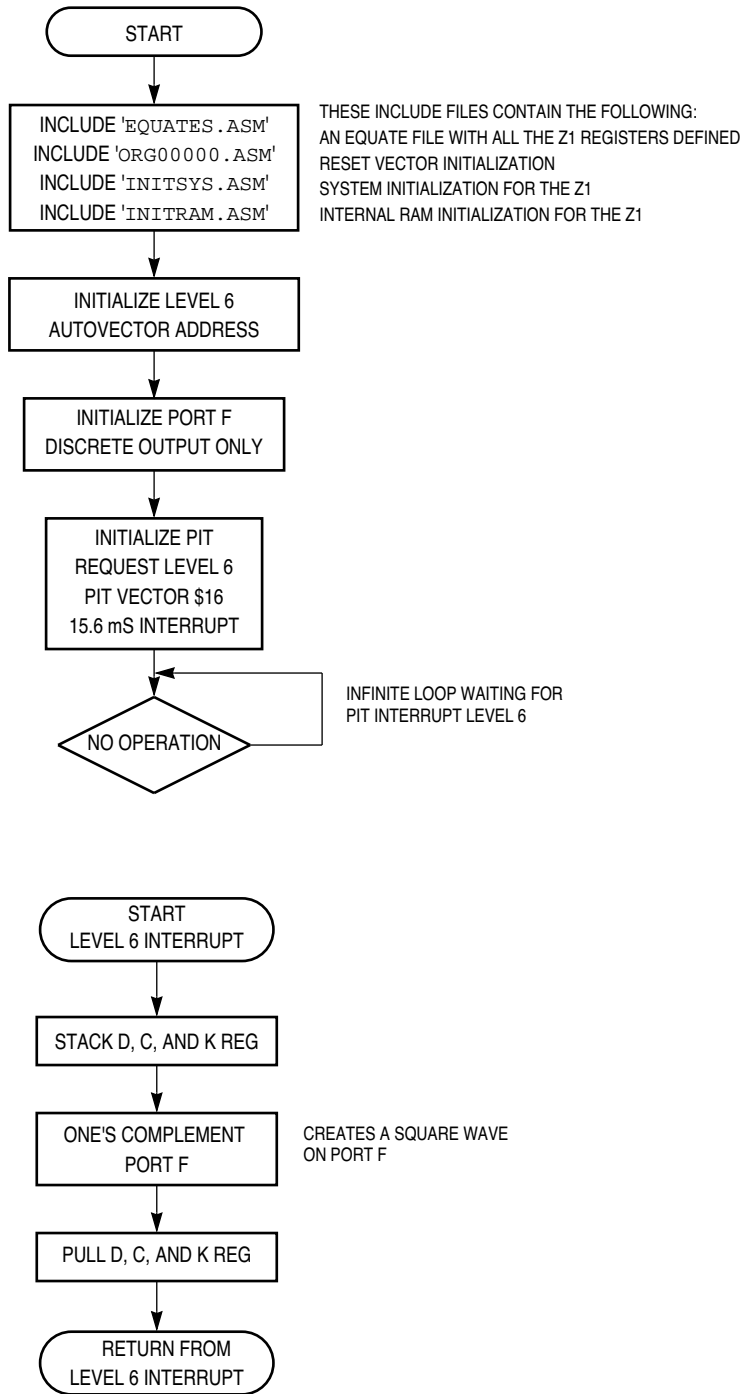 START
INCLUDE 'EQUATES.ASM'
INCLUDE 'ORG00000.ASM'
INCLUDE 'INITSYS.ASM'
INCLUDE 'INITRAM.ASM'
THESE INCLUDE FILES CONTAIN THE FOLLOWING:
AN EQUATE FILE WITH ALL THE Z1 REGISTERS DEFINED
RESET VECTOR INITIALIZATION
SYSTEM INITIALIZATION FOR THE Z1
INTERNAL RAM INITIALIZATION FOR THE Z1
INITIALIZE LEVEL 6
AUTOVECTOR ADDRESS
INITIALIZE PORT F
DISCRETE OUTPUT ONLY
INITIALIZE PIT
REQUEST LEVEL 6
PIT VECTOR $16
15.6 mS INTERRUPT
NO OPERATION
INFINITE LOOP WAITING FOR
PIT INTERRUPT LEVEL 6
START
LEVEL 6 INTERRUPT
STACK D, C, AND K REG
ONE'S COMPLEMENT
PORT F
CREATES A SQUARE WAVE
ON PORT F
PULL D, C, AND K REG
RETURN FROM
LEVEL 6 INTERRUPT